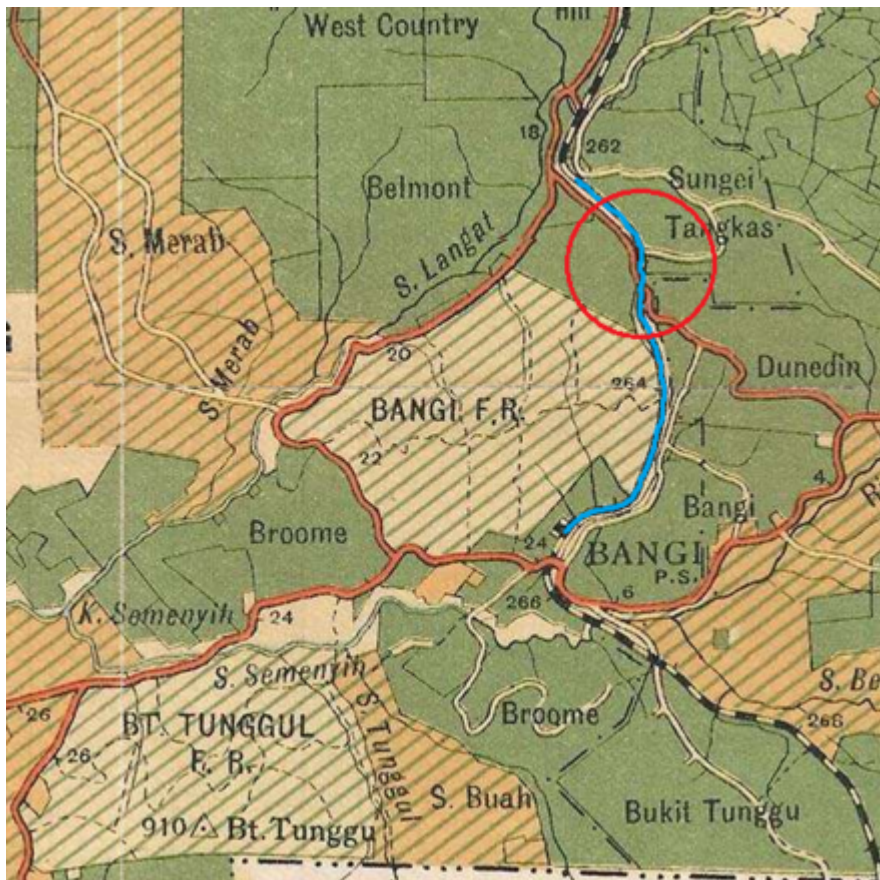 West Country
Hill
18
262
Sungei
Tangkas
Belmont
S. Merab
S. Langat
S. Merab
20
Dunedin
264
BANGI F.R.
22
4
Bangi
Broome
24
BANGI
P.S.
6
266
K. Semenyih
24
S. Semenyih
S. Be
26
BT. TUNGGUL
F. R.
26
S. Tunggul
Broome
268
S. Buah
Bukit Tunggu
910 Bt. Tunggu